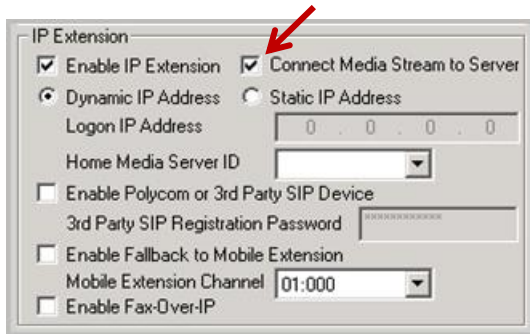 IP Extension
Enable IP Extension Connect Media Stream to Server
Dynamic IP Address Static IP Address
Logon IP Address 0 . 0 . 0 . 0
Home Media Server ID
Enable Polycom or 3rd Party SIP Device
3rd Party SIP Registration Password ************
Enable Fallback to Mobile Extension
Mobile Extension Channel 01:000
Enable Fax-Over-IP